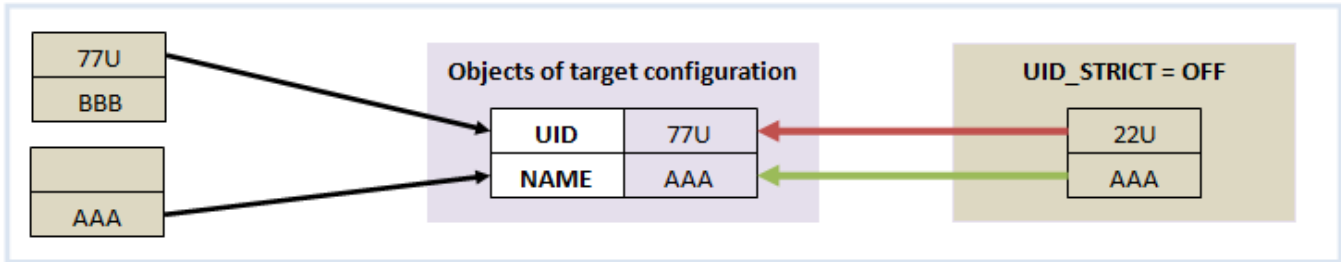 77U
BBB
AAA
Objects of target configuration
UID 77U
NAME AAA
UID_STRICT = OFF
22U
AAA